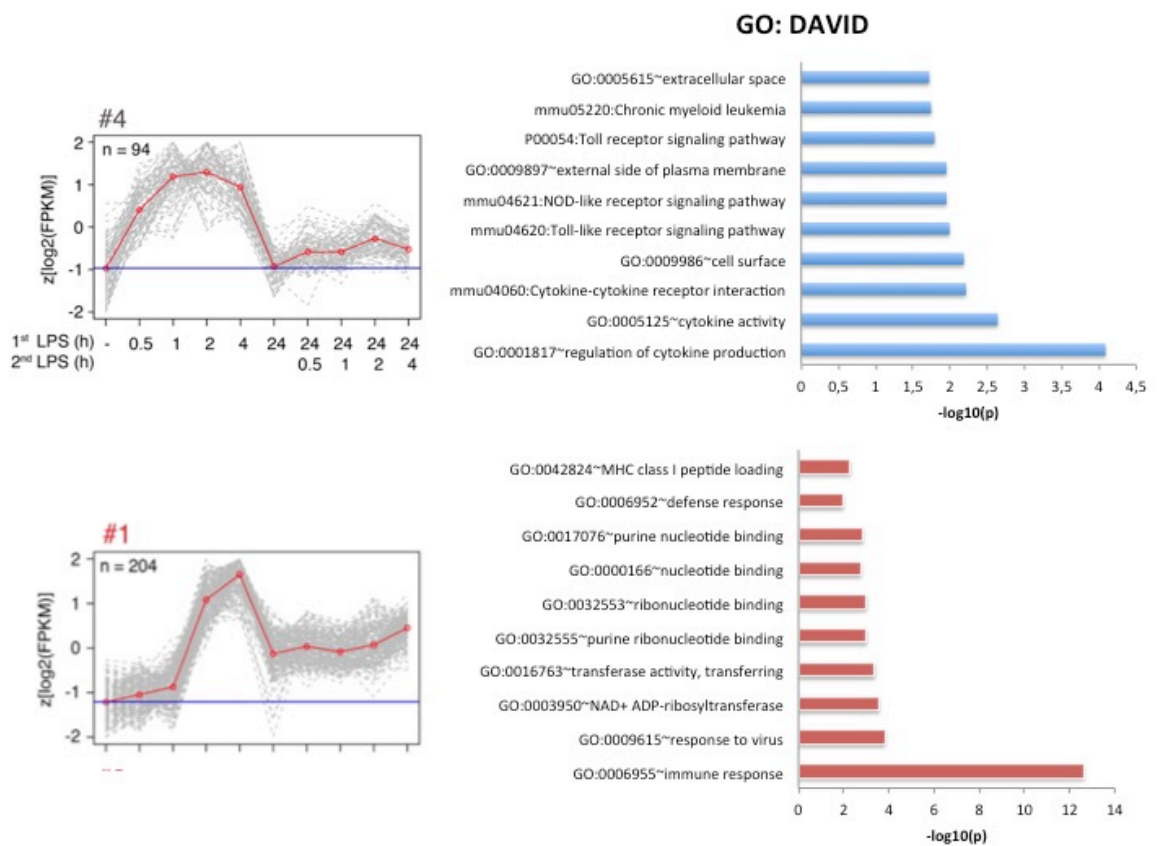 GO: DAVID
#4
n = 94
z[log2(FPKM)]
2
1
0
-1
-2
1st LPS (h) - 0.5 1 2 4 24 24 24 24 24
2nd LPS (h) 0.5 1 2 4
GO:0005615~extracellular space
mmu05220:Chronic myeloid leukemia
P00054:Toll receptor signaling pathway
GO:0009897~external side of plasma membrane
mmu04621:NOD-like receptor signaling pathway
mmu04620:Toll-like receptor signaling pathway
GO:0009986~cell surface
mmu04060:Cytokine-cytokine receptor interaction
GO:0005125~cytokine activity
GO:0001817~regulation of cytokine production
0 0,5 1 1,5 2 2,5 3 3,5 4 4,5
-log10(p)
#1
n = 204
z[log2(FPKM)]
2
1
0
-1
-2
GO:0042824~MHC class I peptide loading
GO:0006952~defense response
GO:0017076~purine nucleotide binding
GO:0000166~nucleotide binding
GO:0032553~ribonucleotide binding
GO:0032555~purine ribonucleotide binding
GO:0016763~transferase activity, transferring
GO:0003950~NAD+ ADP-ribosyltransferase
GO:0009615~response to virus
GO:0006955~immune response
0 2 4 6 8 10 12 14
-log10(p)